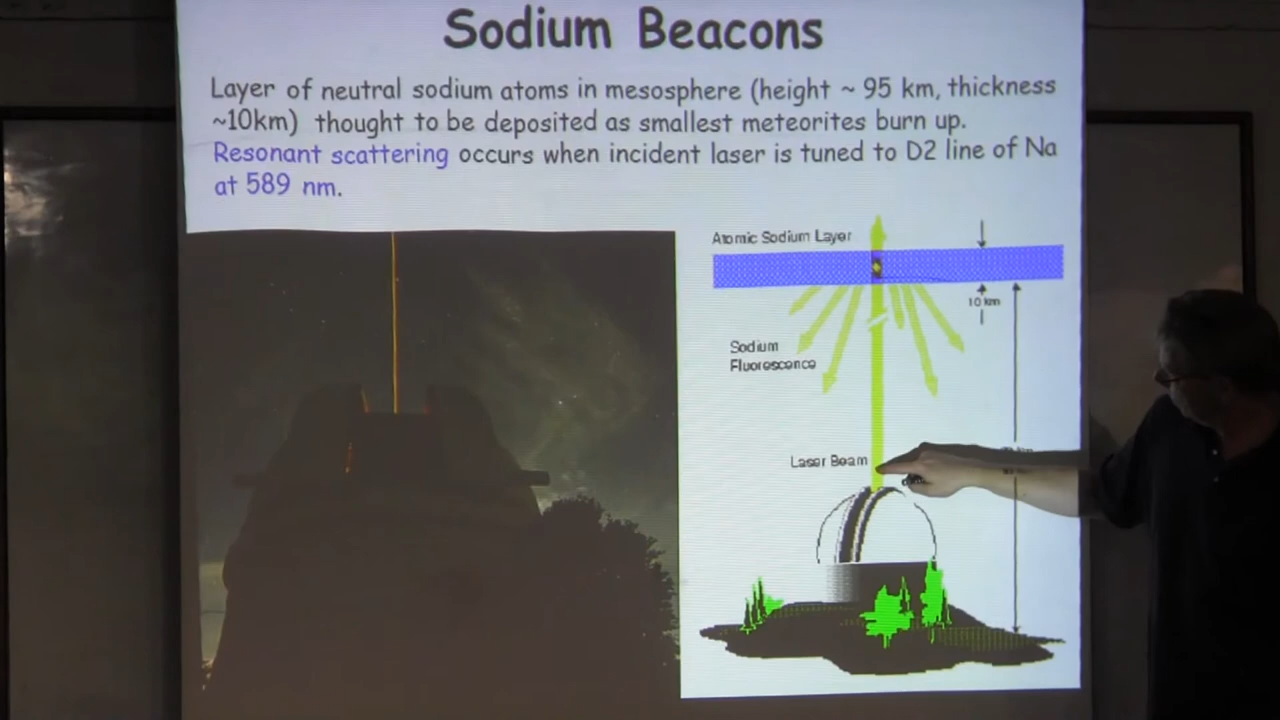 Sodium Beacons
Layer of neutral sodium atoms in mesosphere (height ~ 95 km, thickness
~10km) thought to be deposited as smallest meteorites burn up.
Resonant scattering occurs when incident laser is tuned to D2 line of Na
at 589 nm.
Atomic Sodium Layer
10 km
Sodium
Fluorescence
Laser Beam